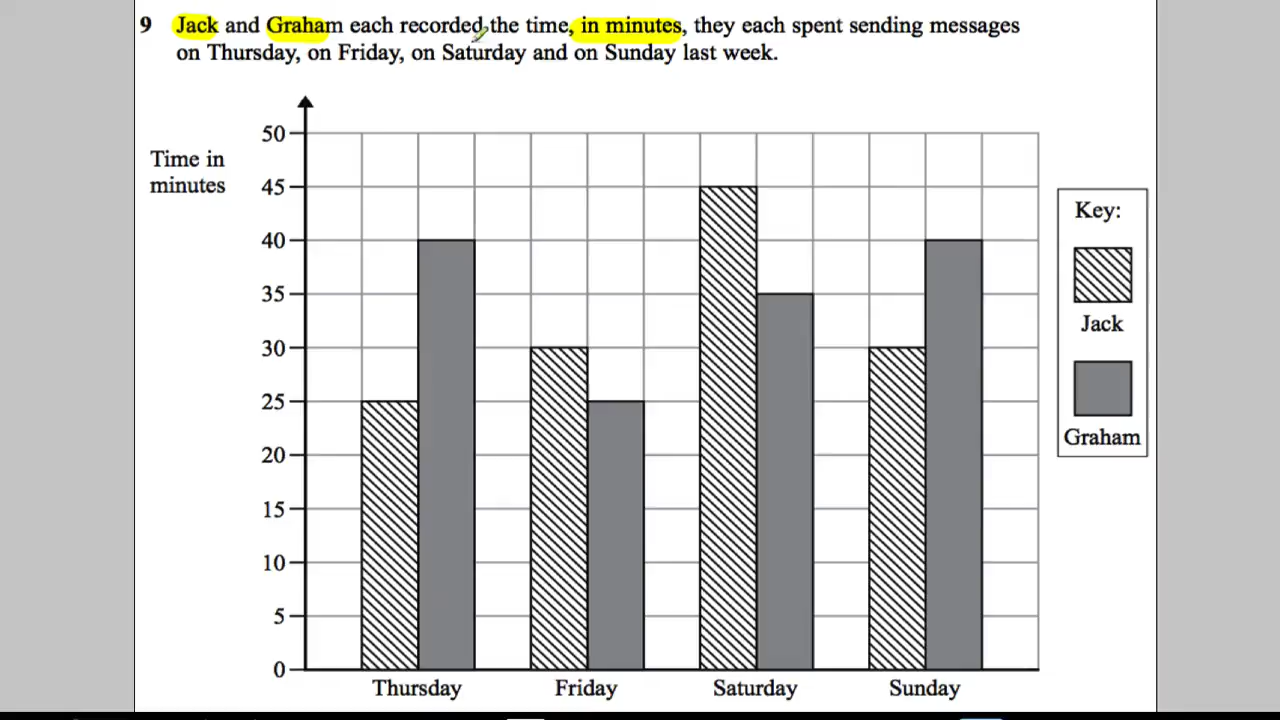 9 Jack and Graham each recorded the time, in minutes, they each spent sending messages
on Thursday, on Friday, on Saturday and on Sunday last week.
Time in
minutes
50
45
40
35
30
25
20
15
10
5
0
Thursday Friday Saturday Sunday
Key:
Jack
Graham